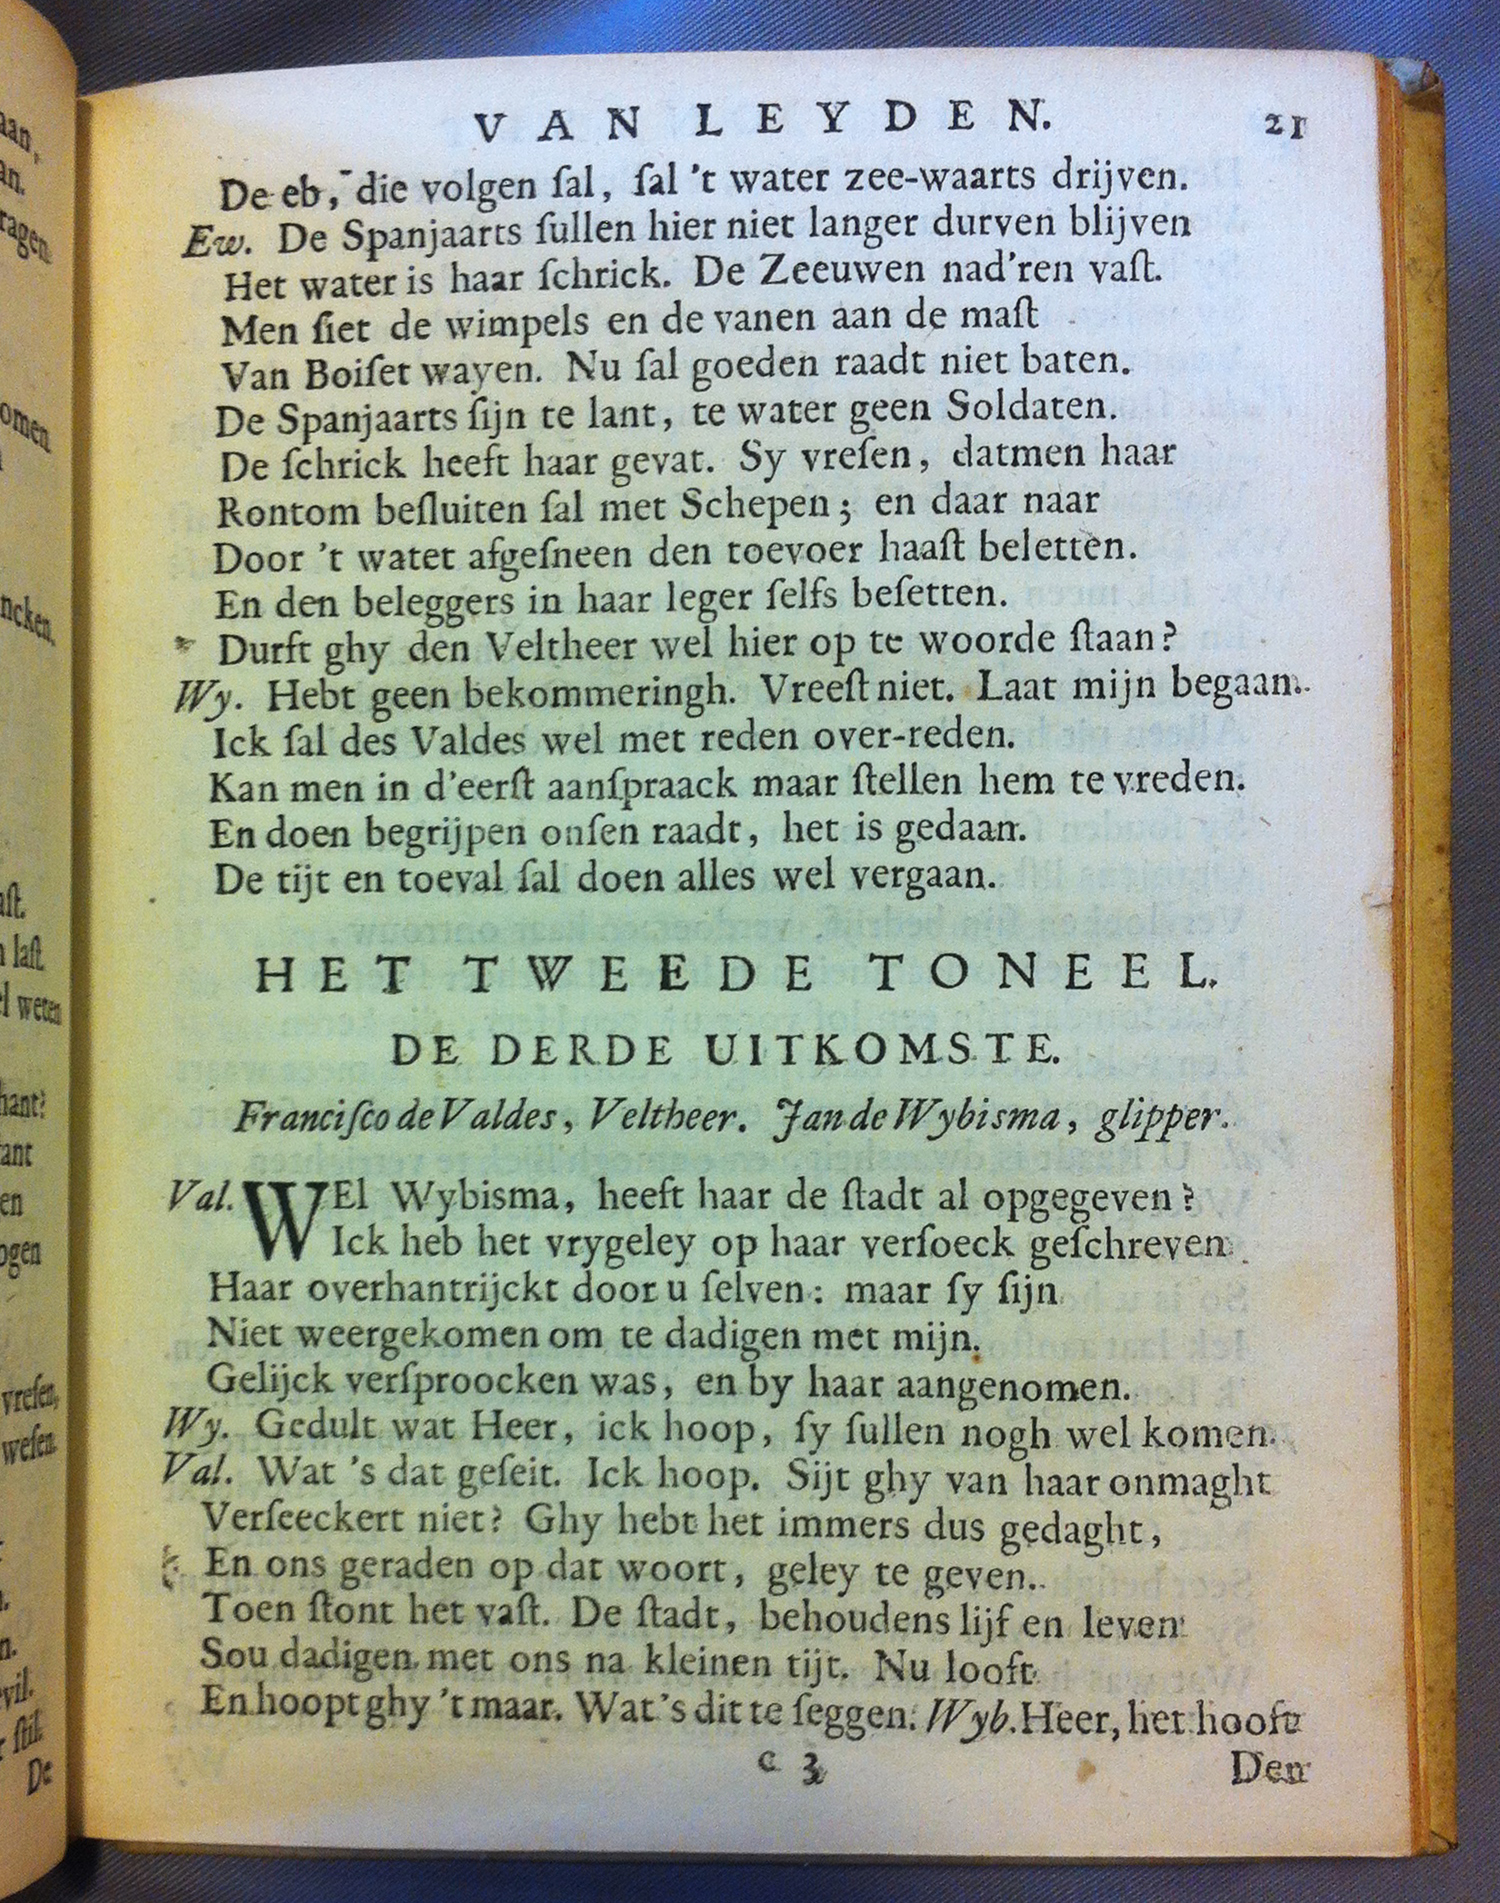 VAN LEYDEN. 21
De eb, die volgen ſal, ſal 't water zee-waarts drijven.
Ew. De Spanjaarts ſullen hier niet langer durven blijven
Het water is haar ſchrick. De Zeeuwen nad'ren vaſt.
Men ſiet de wimpels en de vanen aan de maſt
Van Boiſet wayen. Nu ſal goeden raadt niet baten.
De Spanjaarts ſijn te lant, te water geen Soldaten.
De ſchrick heeft haar gevat. Sy vreſen, datmen haar
Rontom beſluiten ſal met Schepen; en daar naar
Door 't watet afgeſneen den toevoer haaſt beletten.
En den beleggers in haar leger ſelfs beſetten.
Durft ghy den Veltheer wel hier op te woorde ſtaan?
Wy. Hebt geen bekommeringh. Vreeſt niet. Laat mijn begaan.
Ick ſal des Valdes wel met reden over-reden.
Kan men in d'eerſt aanſpraack maar ſtellen hem te vreden.
En doen begrijpen onſen raadt, het is gedaan.
De tijt en toeval ſal doen alles wel vergaan.
HET TWEEDE TONEEL.
DE DERDE UITKOMSTE.
Franciſco de Valdes, Veltheer. Jan de Wybisma, glipper.
Val. WEl Wybisma, heeft haar de ſtadt al opgegeven?
Ick heb het vrygeley op haar verſoeck geſchreven
Haar overhantrijckt door u ſelven: maar ſy ſijn
Niet weergekomen om te dadigen met mijn.
Gelijck verſproocken was, en by haar aangenomen.
Wy. Gedult wat Heer, ick hoop, ſy ſullen nogh wel komen.
Val. Wat 's dat geſeit. Ick hoop. Sijt ghy van haar onmaght
Verſeeckert niet? Ghy hebt het immers dus gedaght,
En ons geraden op dat woort, geley te geven.
Toen ſtont het vaſt. De ſtadt, behoudens lijf en leven
Sou dadigen met ons na kleinen tijt. Nu looft
En hoopt ghy 't maar. Wat 's dit te ſeggen. Wyb. Heer, het hooft
c 3 Den